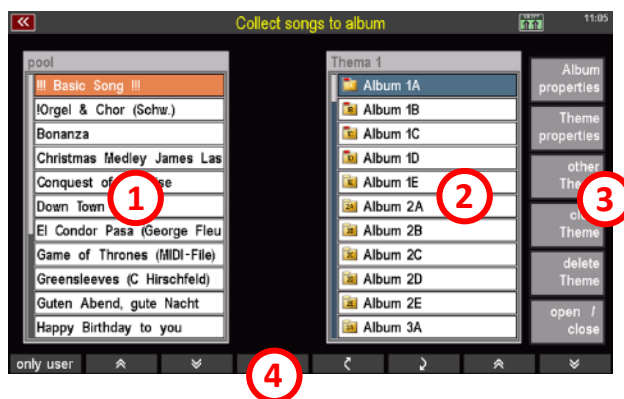 Collect songs to album
11:05
pool
!!! Basic Song !!!
!Orgel & Chor (Schw.)
Bonanza
Christmas Medley James Las
Conquest of se
Down Town
El Condor Pasa (George Fleu
Game of Thrones (MIDI-File)
Greensleeves (C Hirschfeld)
Guten Abend, gute Nacht
Happy Birthday to you
1
Thema 1
Album 1A
Album 1B
Album 1C
Album 1D
Album 1E
Album 2A
Album 2B
Album 2C
Album 2D
Album 2E
Album 3A
2
Album
properties
Theme
properties
other
3
Theme
delete
Theme
open /
close
only user
4